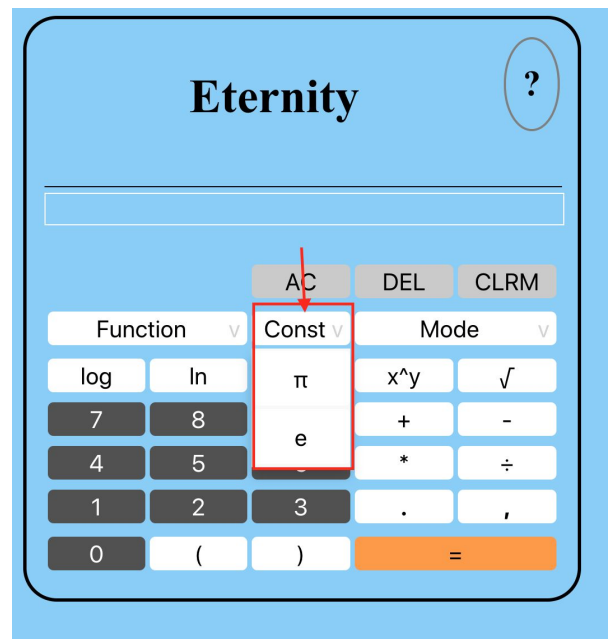 Eternity ?
AC DEL CLRM
Function v Const v Mode v
log ln π x^y √
7 8 + -
e
4 5 * ÷
1 2 3 . ,
0 ( ) =